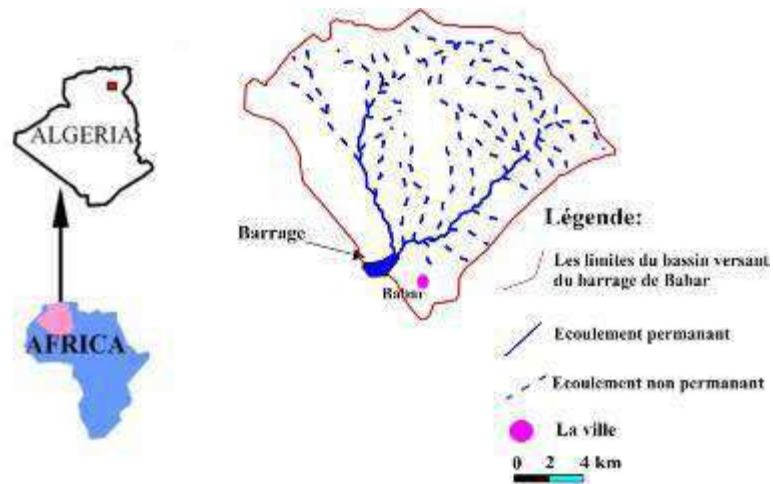 ALGERIA
AFRICA
Barrage
Babar
Légende:
Les limites du bassin versant
du barrage de Babar
Ecoulement permanant
Ecoulement non permanant
La ville
0 2 4 km